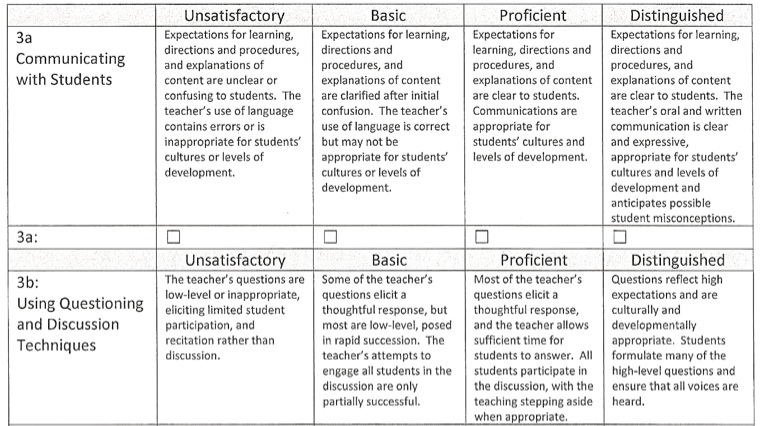 Unsatisfactory
Basic
Proficient
Distinguished
3a
Communicating
with Students
Expectations for learning,
directions and procedures,
and explanations of
content are unclear or
confusing to students. The
teacher's use of language
contains errors or is
inappropriate for students'
cultures or levels of
development.
Expectations for learning,
directions and
procedures, and
explanations of content
are clarified after initial
confusion. The teacher's
use of language is correct
but may not be
appropriate for students'
cultures or levels of
development.
Expectations for
learning, directions and
procedures, and
explanations of content
are clear to students.
Communications are
appropriate for
students' cultures and
levels of development.
Expectations for learning,
directions and
procedures, and
explanations of content
are clear to students. The
teacher's oral and written
communication is clear
and expressive,
appropriate for students'
cultures and levels of
development and
anticipates possible
student misconceptions.
3a:
Unsatisfactory
Basic
Proficient
Distinguished
3b:
Using Questioning
and Discussion
Techniques
The teacher's questions are
low-level or inappropriate,
eliciting limited student
participation, and
recitation rather than
discussion.
Some of the teacher's
questions elicit a
thoughtful response, but
most are low-level, posed
in rapid succession. The
teacher's attempts to
engage all students in the
discussion are only
partially successful.
Most of the teacher's
questions elicit a
thoughtful response,
and the teacher allows
sufficient time for
students to answer. All
students participate in
the discussion, with the
teaching stepping aside
when appropriate.
Questions reflect high
expectations and are
culturally and
developmentally
appropriate. Students
formulate many of the
high-level questions and
ensure that all voices are
heard.